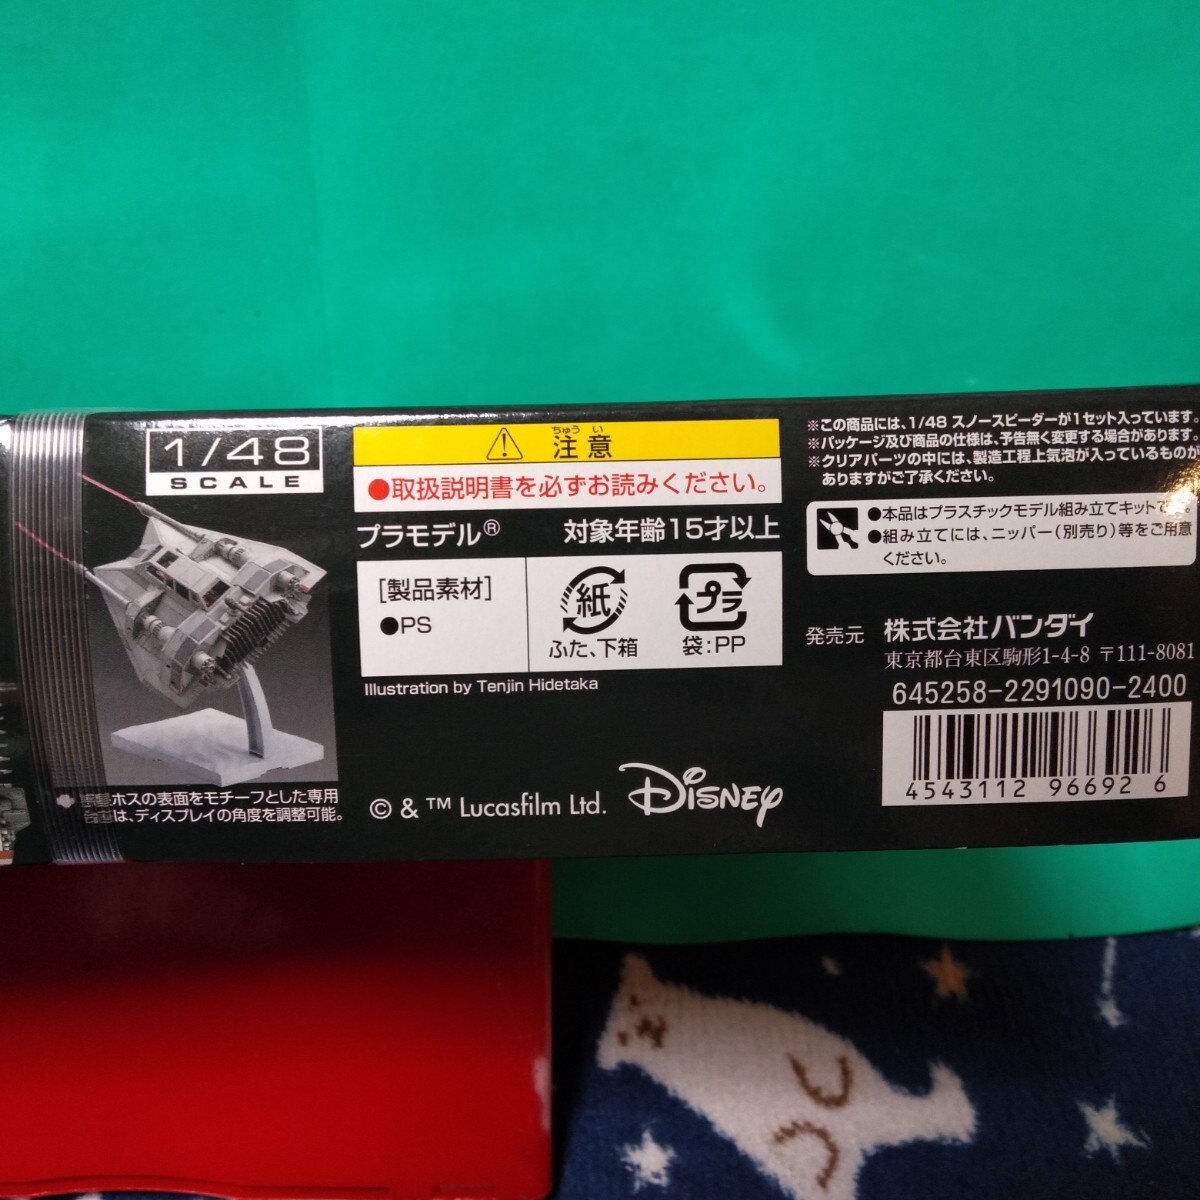 1/48
SCALE
ホスの表面をモチーフとした専用
は、ディスプレイの角度を調整可能。
ちゅう い
注意
●取扱説明書を必ずお読みください。
プラモデル® 対象年齢15才以上
[製品素材]
●PS
紙
ふた、下箱
プラ
袋:PP
Illustration by Tenjin Hidetaka
© & ™ Lucasfilm Ltd. Disney
※この商品には、1/48 スノースピーダーが1セット入っています。
※パッケージ及び商品の仕様は、予告無く変更する場合があります。
※クリアパーツの中には、製造工程上気泡が入っているものが
ありますがご了承ください。
●本品はプラスチックモデル組み立てキットです。
●組み立てには、ニッパー(別売り)等をご用意
ください。
発売元 株式会社バンダイ
東京都台東区駒形1-4-8 〒111-8081
645258-2291090-2400
4543112 96692 6